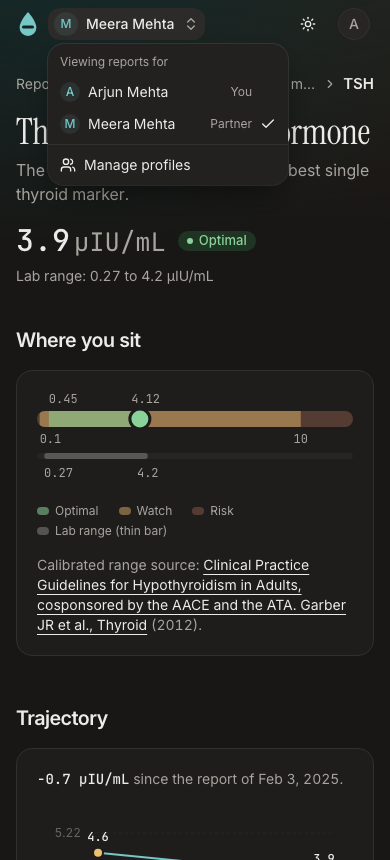 M Meera Mehta A
Viewing reports for
A Arjun Mehta You
M Meera Mehta Partner
Manage profiles
Repo m... > TSH
Th ormone
The best single
thyroid marker.
3.9 µIU/mL Optimal
Lab range: 0.27 to 4.2 µIU/mL
Where you sit
0.45 4.12
0.1 10
0.27 4.2
Optimal Watch Risk
Lab range (thin bar)
Calibrated range source: Clinical Practice
Guidelines for Hypothyroidism in Adults,
cosponsored by the AACE and the ATA. Garber
JR et al., Thyroid (2012).
Trajectory
-0.7 µIU/mL since the report of Feb 3, 2025.
5.22 4.6
3.9